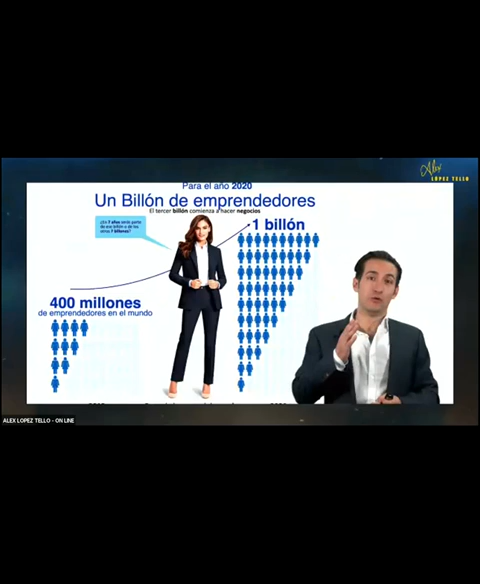 Alex
LÓPEZ TELLO
Para el año 2020
Un Billón de emprendedores
El tercer billón comienza a hacer negocios
1 billón
400 millones
de emprendedores en el mundo
ALEX LOPEZ TELLO - ON LINE